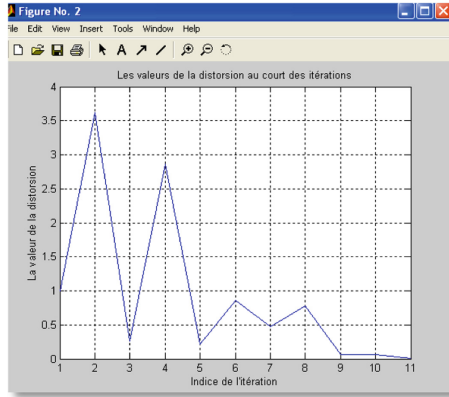 Figure No. 2
File Edit View Insert Tools Window Help
Les valeurs de la distorsion au court des itérations
4
3.5
3
2.5
2
1.5
1
0.5
0
La valeur de la distorsion
1 2 3 4 5 6 7 8 9 10 11
Indice de l'itération